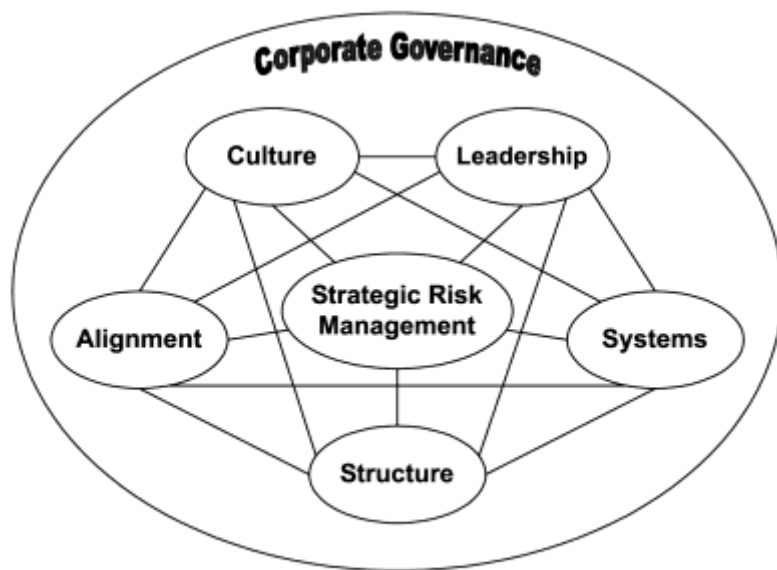 Corporate Governance
Culture
Leadership
Strategic Risk
Management
Alignment
Systems
Structure